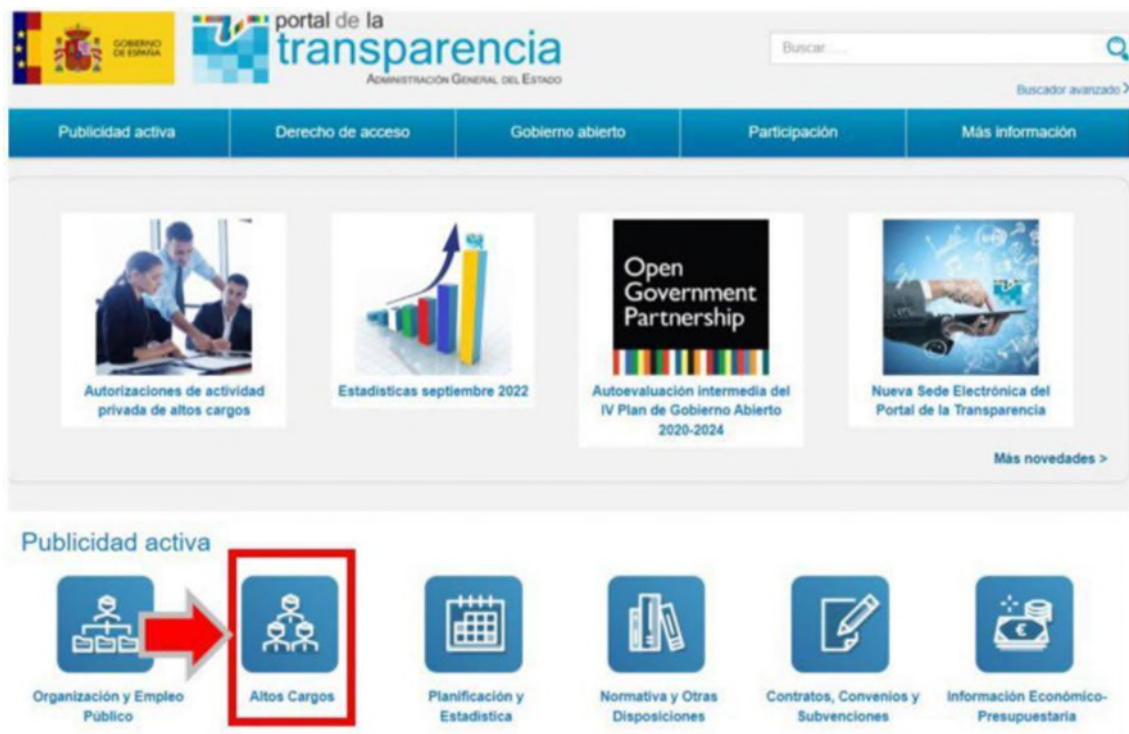 GOBIERNO
DE ESPAÑA
portal de la
transparencia
ADMINISTRACIÓN GENERAL DEL ESTADO
Buscar.....
Buscador avanzado >
Publicidad activa
Derecho de acceso
Gobierno abierto
Participación
Más información
Open
Government
Partnership
Autorizaciones de actividad
privada de altos cargos
Estadísticas septiembre 2022
Autoevaluación intermedia del
IV Plan de Gobierno Abierto
2020-2024
Nueva Sede Electrónica del
Portal de la Transparencia
Más novedades >
Publicidad activa
Organización y Empleo
Público
Altos Cargos
Planificación y
Estadística
Normativa y Otras
Disposiciones
Contratos, Convenios y
Subvenciones
Información Económico-
Presupuestaria